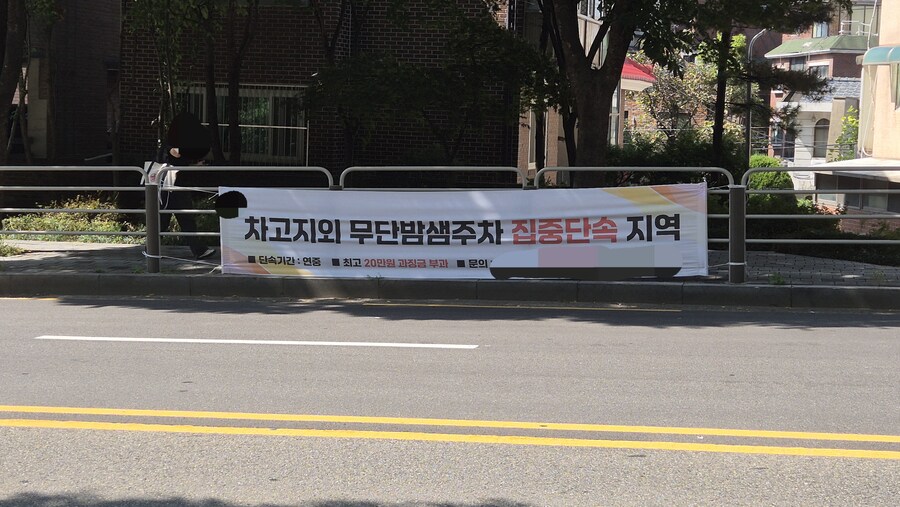 차고지외 무단밤샘주차 집중단속 지역
■ 단속기간 : 연중 ■ 최고 20만원 과징금 부과 ■ 문의